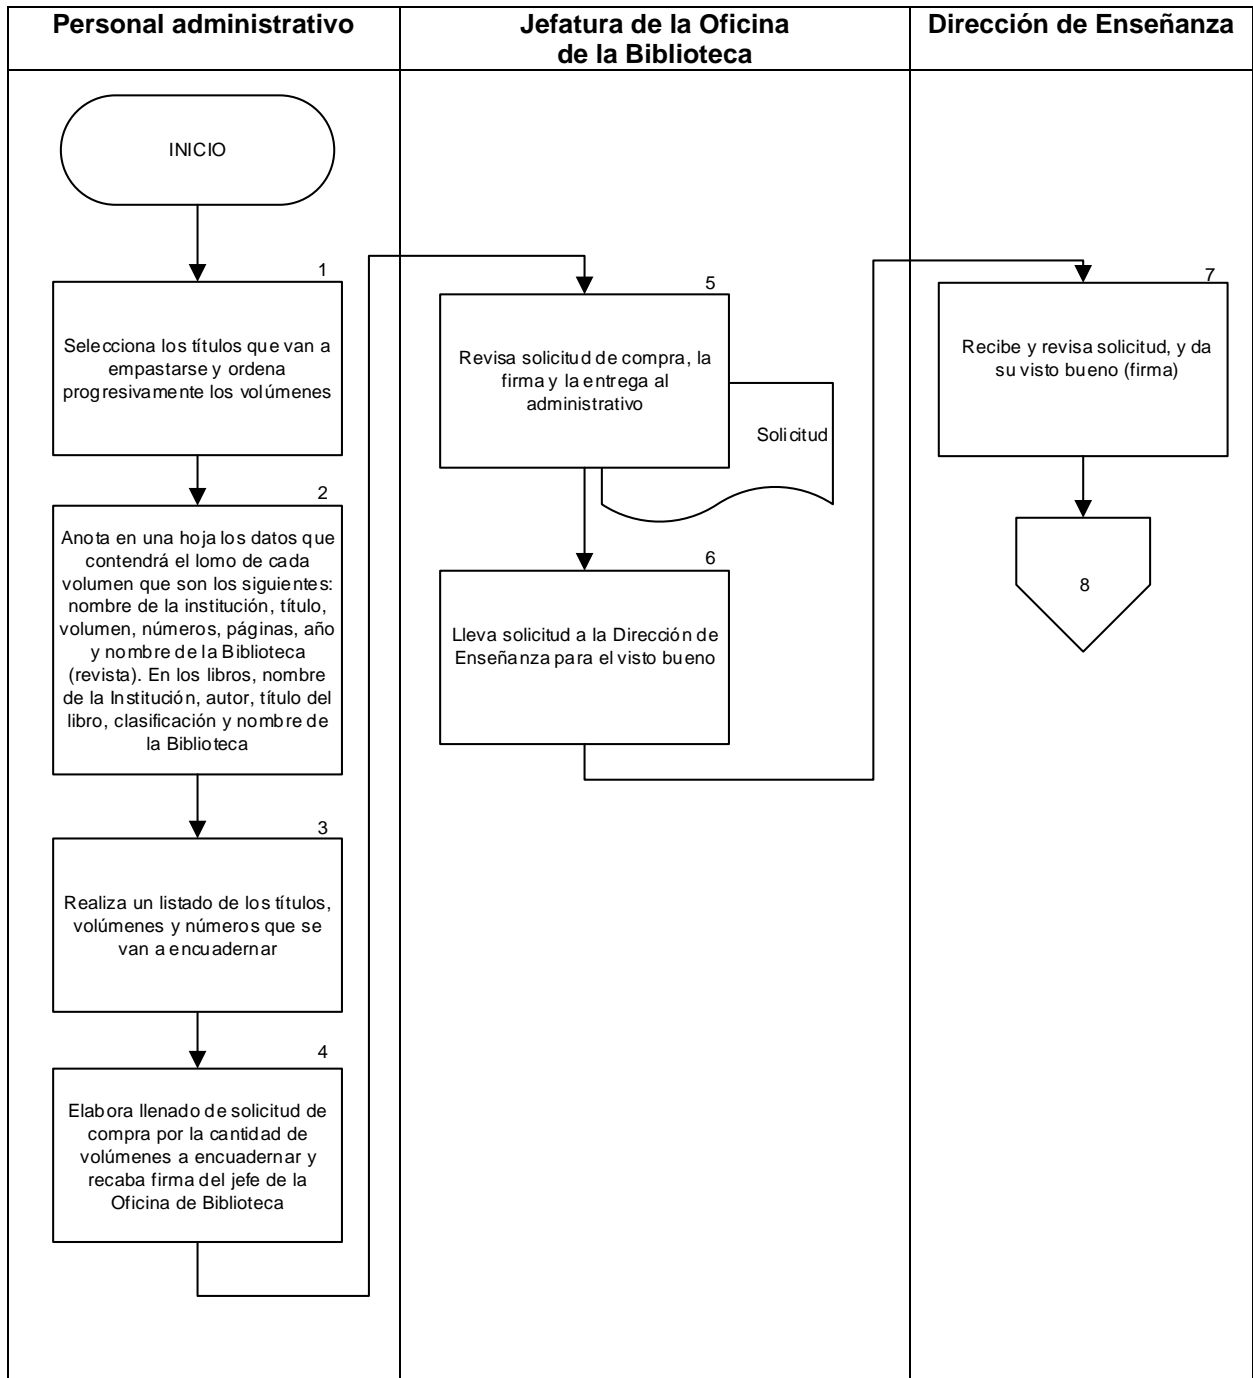 Personal administrativo
Jefatura de la Oficina
de la Biblioteca
Dirección de Enseñanza
INICIO
1
Selecciona los títulos que van a
empastarse y ordena
progresivamente los volúmenes
2
Anota en una hoja los datos que
contendrá el lomo de cada
volumen que son los siguientes:
nombre de la institución, título,
volumen, números, páginas, año
y nombre de la Biblioteca
(revista). En los libros, nombre
de la Institución, autor, título del
libro, clasificación y nombre de
la Biblioteca
3
Realiza un listado de los títulos,
volúmenes y números que se
van a encuadernar
4
Elabora llenado de solicitud de
compra por la cantidad de
volúmenes a encuadernar y
recaba firma del jefe de la
Oficina de Biblioteca
5
Revisa solicitud de compra, la
firma y la entrega al
administrativo
Solicitud
6
Lleva solicitud a la Dirección de
Enseñanza para el visto bueno
7
Recibe y revisa solicitud, y da
su visto bueno (firma)
8